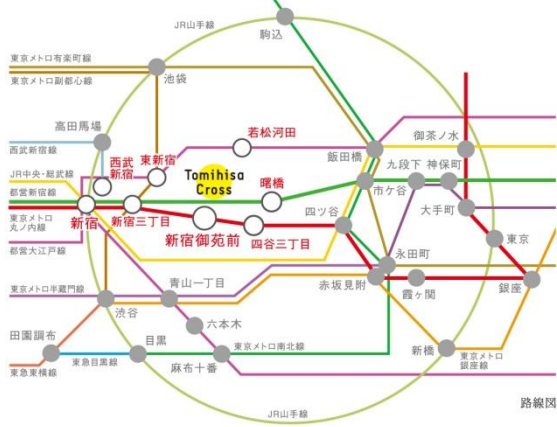 JR山手線
駒込
東京メトロ有楽町線
東京メトロ副都心線
池袋
高田馬場
西武新宿線
西武
新宿
東新宿
若松河田
飯田橋
御茶ノ水
九段下
神保町
JR中央・総武線
都営新宿線
東京メトロ
丸ノ内線
都営大江戸線
Tomihisa
Cross
曙橋
市ケ谷
新宿
新宿三丁目
新宿御苑前
四谷三丁目
四ツ谷
大手町
東京
永田町
東京メトロ半蔵門線
青山一丁目
渋谷
赤坂見附
霞ヶ関
銀座
六本木
田園調布
目黒
麻布十番
東京メトロ南北線
新橋
東京メトロ
銀座線
東急目黒線
東急東横線
路線図
JR山手線